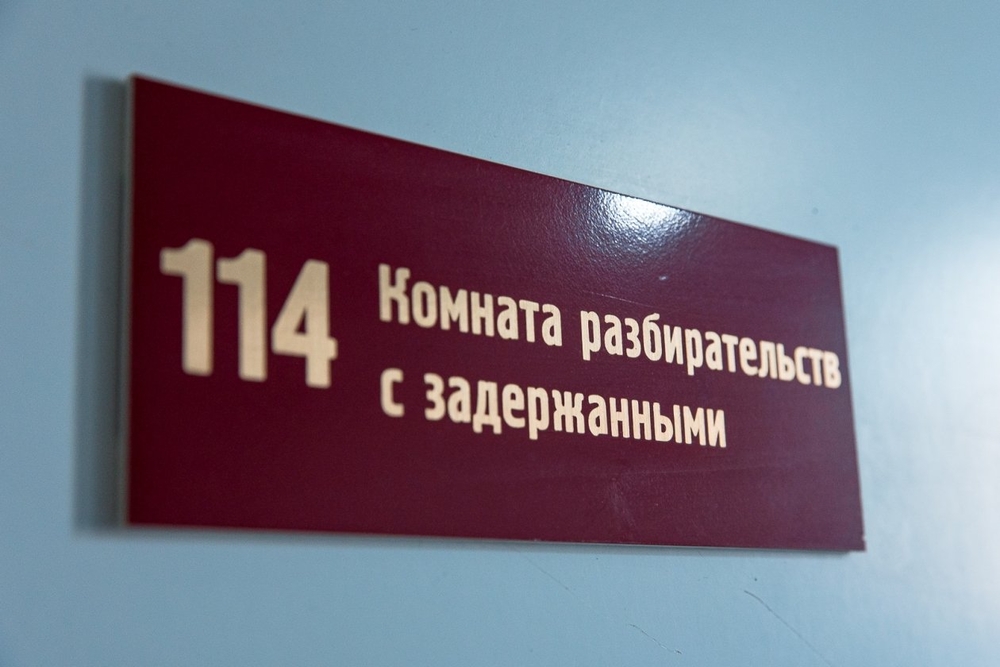 114
Комната разбирательств
с задержанными